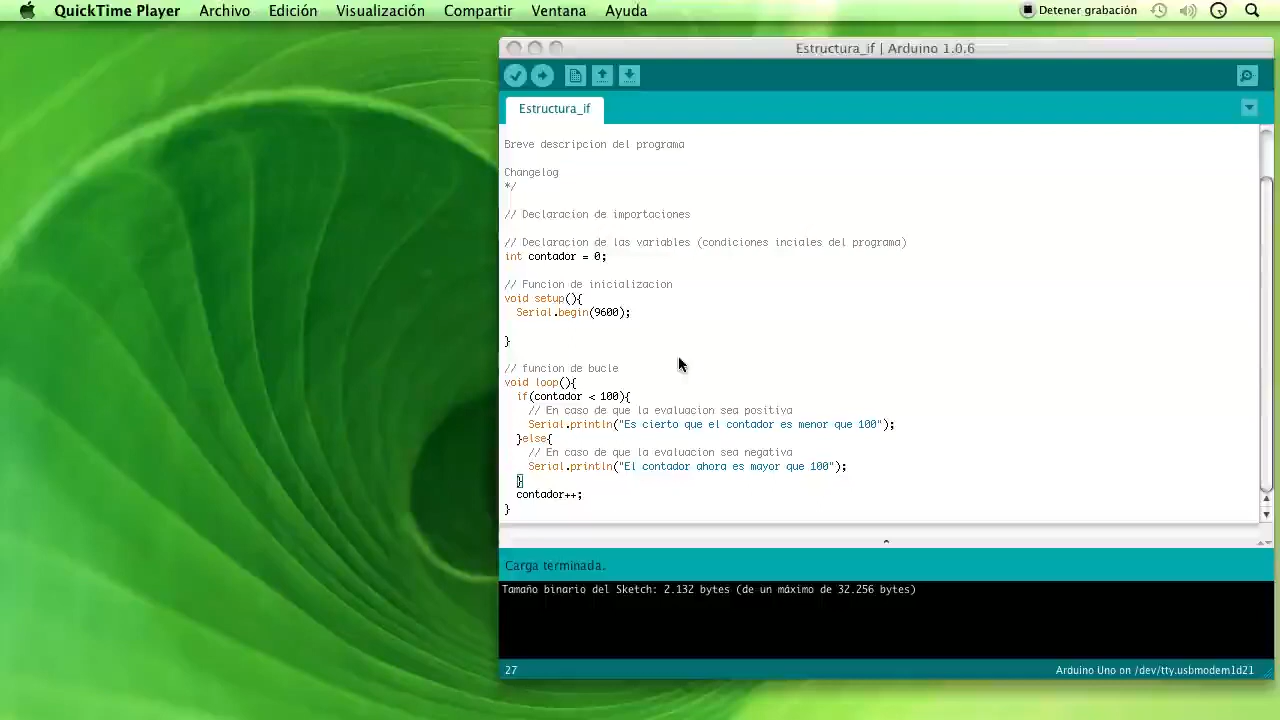 QuickTime Player Archivo Edición Visualización Compartir Ventana Ayuda Detener grabación
Estructura_if | Arduino 1.0.6
Estructura_if
Breve descripcion del programa
Changelog
*/
// Declaracion de importaciones
// Declaracion de las variables (condiciones inciales del programa)
int contador = 0;
// Funcion de inicializacion
void setup(){
Serial.begin(9600);
}
// funcion de bucle
void loop(){
if(contador < 100){
// En caso de que la evaluacion sea positiva
Serial.println("Es cierto que el contador es menor que 100");
}else{
// En caso de que la evaluacion sea negativa
Serial.println("El contador ahora es mayor que 100");
}
contador++;
}
Carga terminada.
Tamaño binario del Sketch: 2.132 bytes (de un máximo de 32.256 bytes)
27 Arduino Uno on /dev/tty.usbmodem1d21